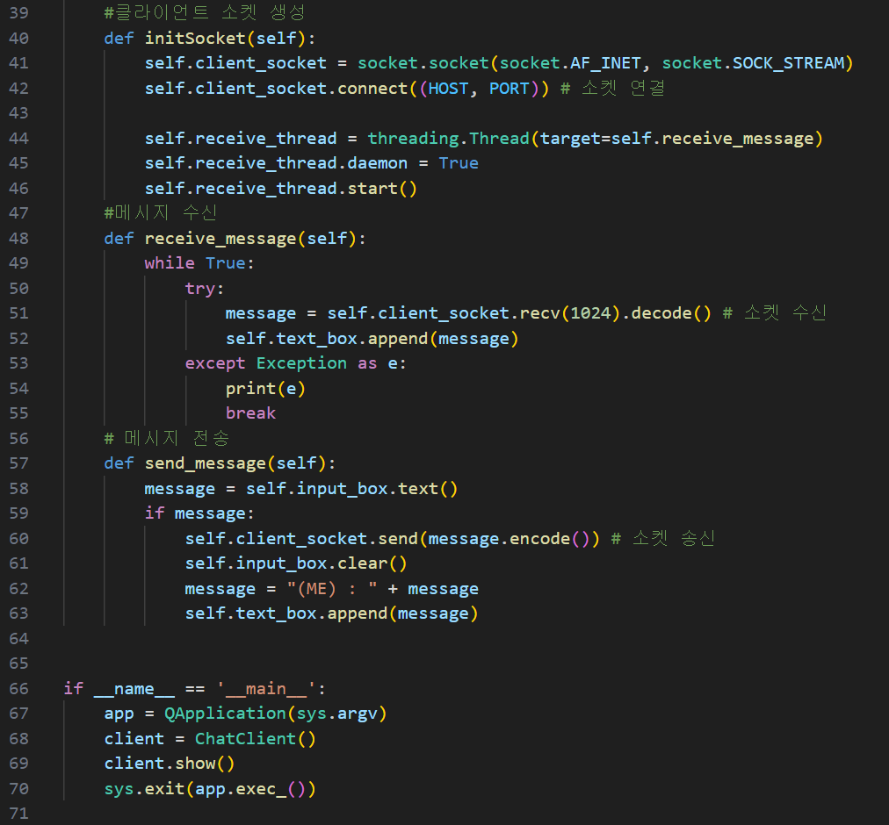 39 #클라이언트 소켓 생성
40 def initSocket(self):
41 self.client_socket = socket.socket(socket.AF_INET, socket.SOCK_STREAM)
42 self.client_socket.connect((HOST, PORT)) # 소켓 연결
43
44 self.receive_thread = threading.Thread(target=self.receive_message)
45 self.receive_thread.daemon = True
46 self.receive_thread.start()
47 #메시지 수신
48 def receive_message(self):
49 while True:
50 try:
51 message = self.client_socket.recv(1024).decode() # 소켓 수신
52 self.text_box.append(message)
53 except Exception as e:
54 print(e)
55 break
56 # 메시지 전송
57 def send_message(self):
58 message = self.input_box.text()
59 if message:
60 self.client_socket.send(message.encode()) # 소켓 송신
61 self.input_box.clear()
62 message = "(ME) : " + message
63 self.text_box.append(message)
64
65
66 if __name__ == '__main__':
67 app = QApplication(sys.argv)
68 client = ChatClient()
69 client.show()
70 sys.exit(app.exec_())
71